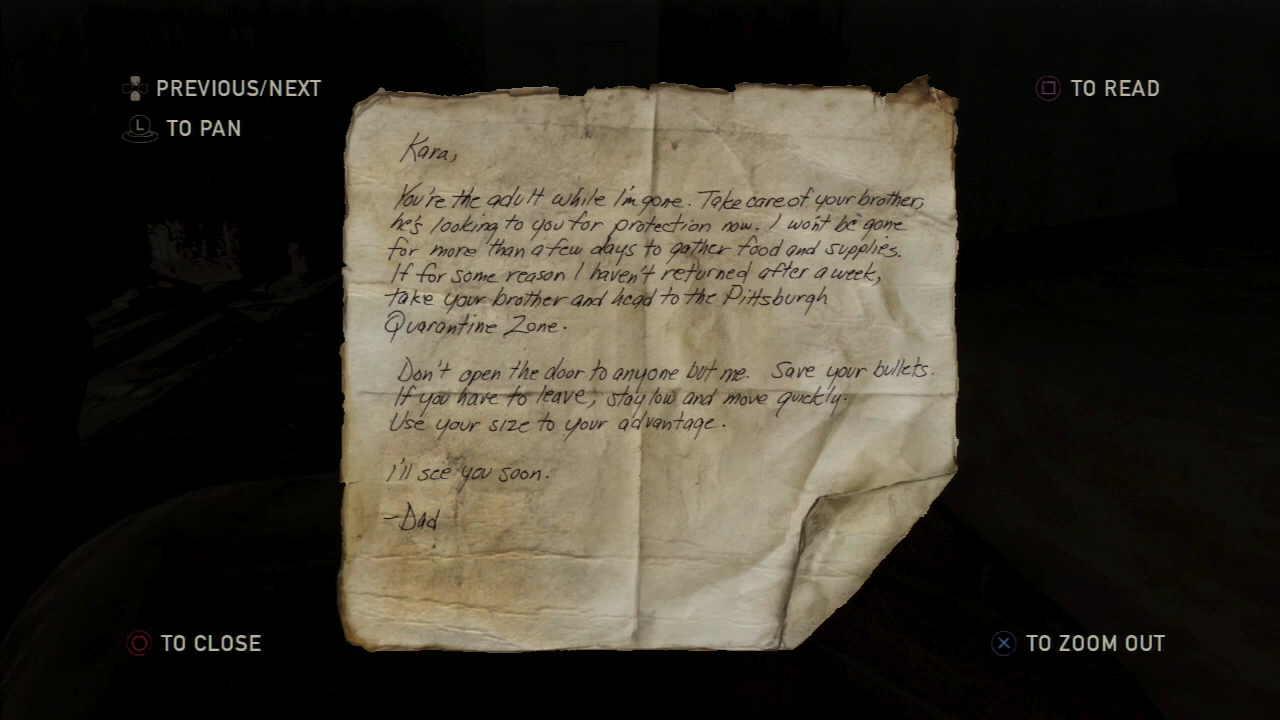 PREVIOUS/NEXT
L TO PAN
TO READ
Kara,
You're the adult while I'm gone. Take care of your brother,
he's looking to you for protection now. I won't be gone
for more than a few days to gather food and supplies.
If for some reason I haven't returned after a week,
take your brother and head to the Pittsburgh
Quarantine Zone.
Don't open the door to anyone but me. Save your bullets.
If you have to leave, stay low and move quickly.
Use your size to your advantage.
I'll see you soon.
-Dad
TO CLOSE
TO ZOOM OUT